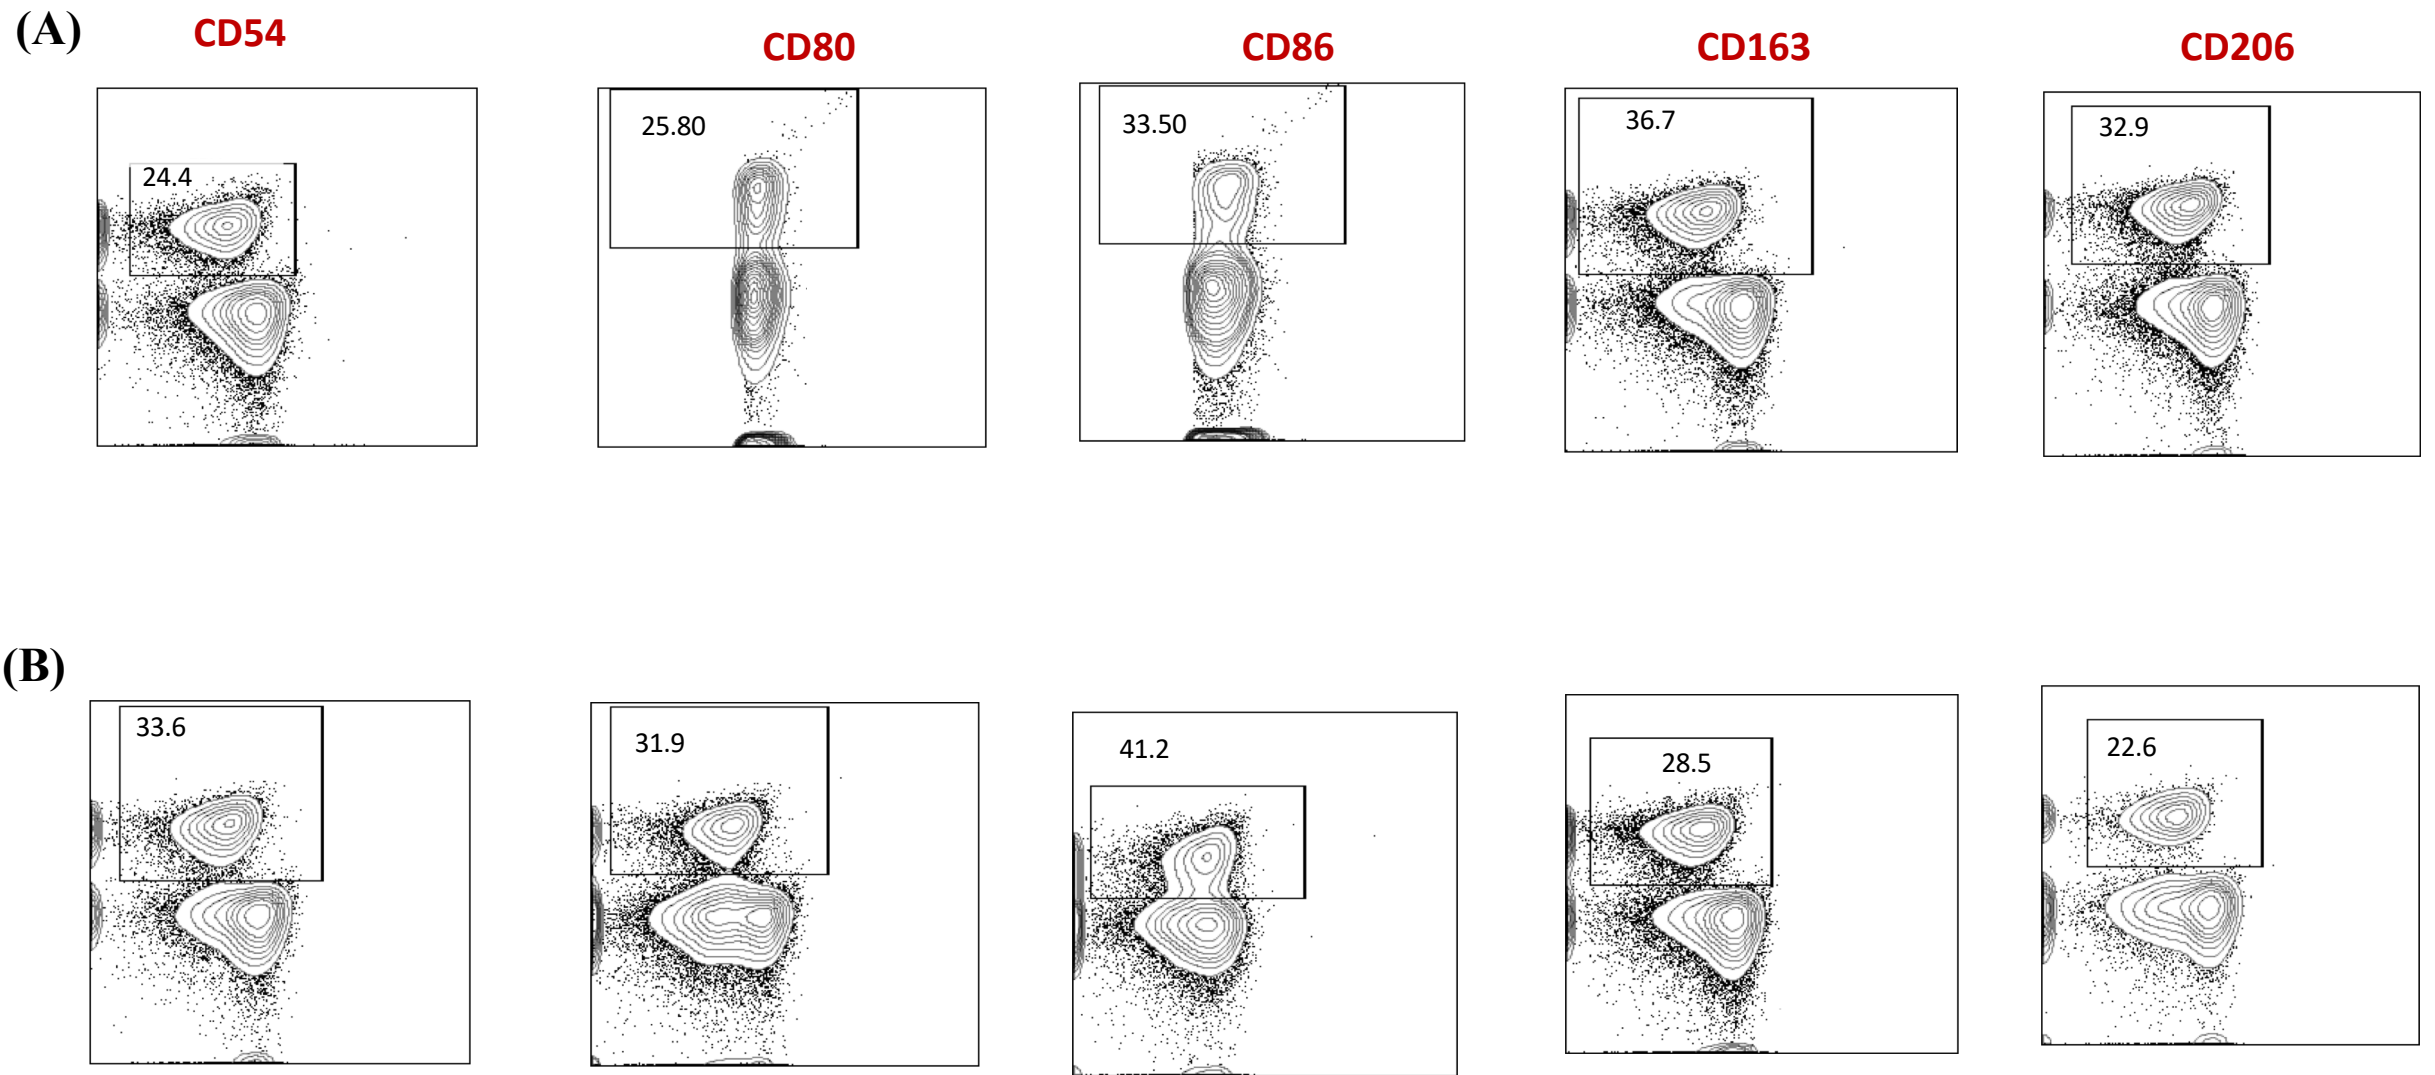 (A)
CD54 CD80 CD86 CD163 CD206
24.4 25.80 33.50 36.7 32.9
(B)
33.6 31.9 41.2 28.5 22.6